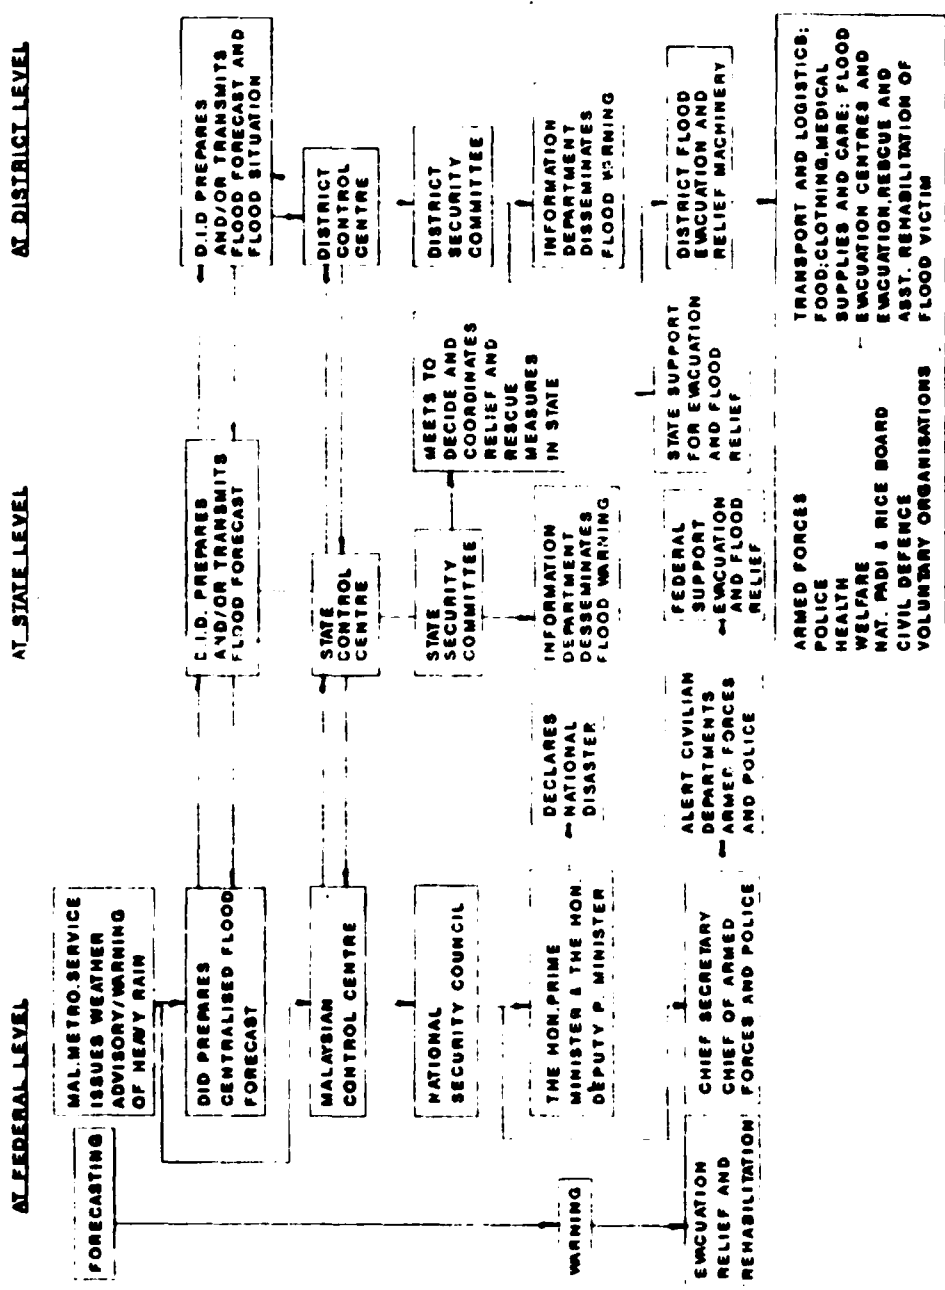 AT FEDERAL LEVEL
AT STATE LEVEL
AT DISTRICT LEVEL
FORECASTING
MAL.METRO.SERVICE
ISSUES WEATHER
ADVISORY/WARNING
OF HEAVY RAIN
DID PREPARES
CENTRALISED FLOOD
FORECAST
D.I.D. PREPARES
AND/OR TRANSMITS
FLOOD FORECAST
D.I.D PREPARES
AND/OR TRANSMITS
FLOOD FORECAST AND
FLOOD SITUATION
MALAYSIAN
CONTROL CENTRE
STATE
CONTROL
CENTRE
DISTRICT
CONTROL
CENTRE
NATIONAL
SECURITY COUNCIL
STATE
SECURITY
COMMITTEE
MEETS TO
DECIDE AND
COORDINATES
RELIEF AND
RESCUE
MEASURES
IN STATE
DISTRICT
SECURITY
COMMITTEE
WARNING
THE HON.PRIME
MINISTER & THE HON.
DEPUTY P. MINISTER
DECLARES
NATIONAL
DISASTER
INFORMATION
DEPARTMENT
DESSEMINATES
FLOOD WARNING
INFORMATION
DEPARTMENT
DISSEMINATES
FLOOD WARNING
EVACUATION
RELIEF AND
REHABILITATION
CHIEF SECRETARY
CHIEF OF ARMED
FORCES AND POLICE
ALERT CIVILIAN
DEPARTMENTS
ARMED FORCES
AND POLICE
FEDERAL
SUPPORT
EVACUATION
AND FLOOD
RELIEF
STATE SUPPORT
FOR EVACUATION
AND FLOOD
RELIEF
DISTRICT FLOOD
EVACUATION AND
RELIEF MACHINERY
ARMED FORCES
POLICE
HEALTH
WELFARE
NAT. PADI & RICE BOARD
CIVIL DEFENCE
VOLUNTARY ORGANISATIONS
TRANSPORT AND LOGISTICS;
FOOD;CLOTHING,MEDICAL
SUPPLIES AND CARE; FLOOD
EVACUATION CENTRES AND
EVACUATION,RESCUE AND
ASST. REHABILITATION OF
FLOOD VICTIM